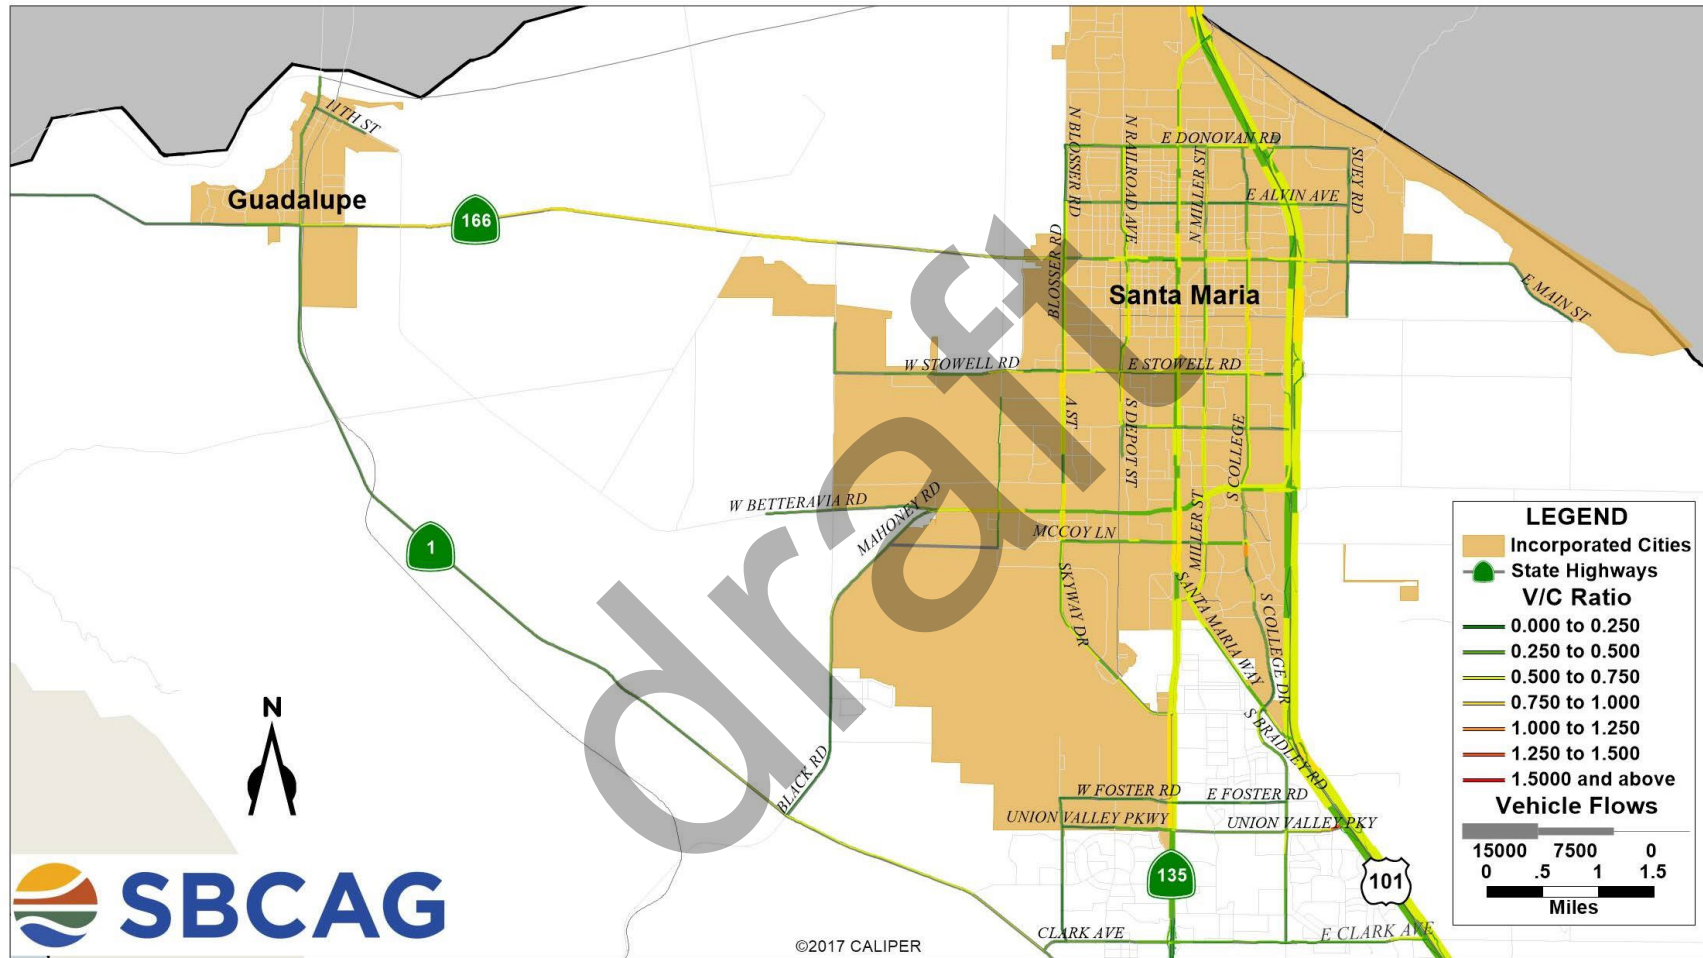 11TH ST
Guadalupe
166
N BLOSSER RD
N RAILROAD AVE
E DONOVAN RD
N MILLER ST
SUEY RD
E ALVIN AVE
BLOSSER RD
Santa Maria
E MAIN ST
W STOWELL RD
E STOWELL RD
A ST
S DEPOT ST
S COLLEGE
W BETTERAVIA RD
MAHONEY RD
MCCOY LN
MILLER ST
1
SKYWAY DR
SANTA MARIA WAY
S COLLEGE DR
S BRADLEY RD
BLACK RD
W FOSTER RD
E FOSTER RD
UNION VALLEY PKWY
UNION VALLEY PKY
135
101
CLARK AVE
E CLARK AVE
draft
N
SBCAG
©2017 CALIPER
LEGEND
Incorporated Cities
State Highways
V/C Ratio
0.000 to 0.250
0.250 to 0.500
0.500 to 0.750
0.750 to 1.000
1.000 to 1.250
1.250 to 1.500
1.5000 and above
Vehicle Flows
15000 7500 0
0 .5 1 1.5
Miles